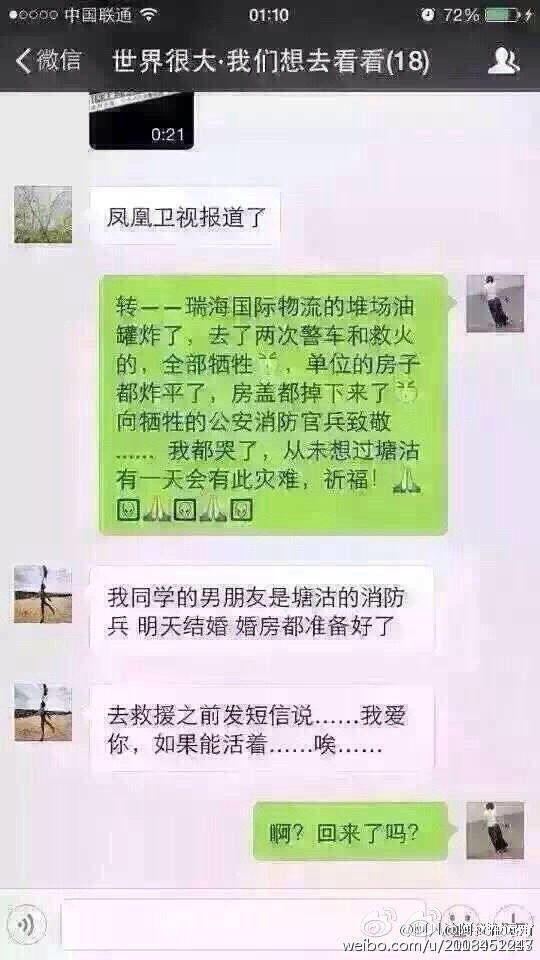 中国联通
01:10
72%
微信
世界很大·我们想去看看(18)
0:21
凤凰卫视报道了
转——瑞海国际物流的堆场油
罐炸了，去了两次警车和救火
的，全部牺牲，单位的房子
都炸平了，房盖都掉下来了
向牺牲的公安消防官兵致敬
……  我都哭了，从未想过塘沽
有一天会有此灾难，祈福！
我同学的男朋友是塘沽的消防
兵 明天结婚 婚房都准备好了
去救援之前发短信说……我爱
你，如果能活着……唉……
啊？回来了吗？
weibo.com/u/